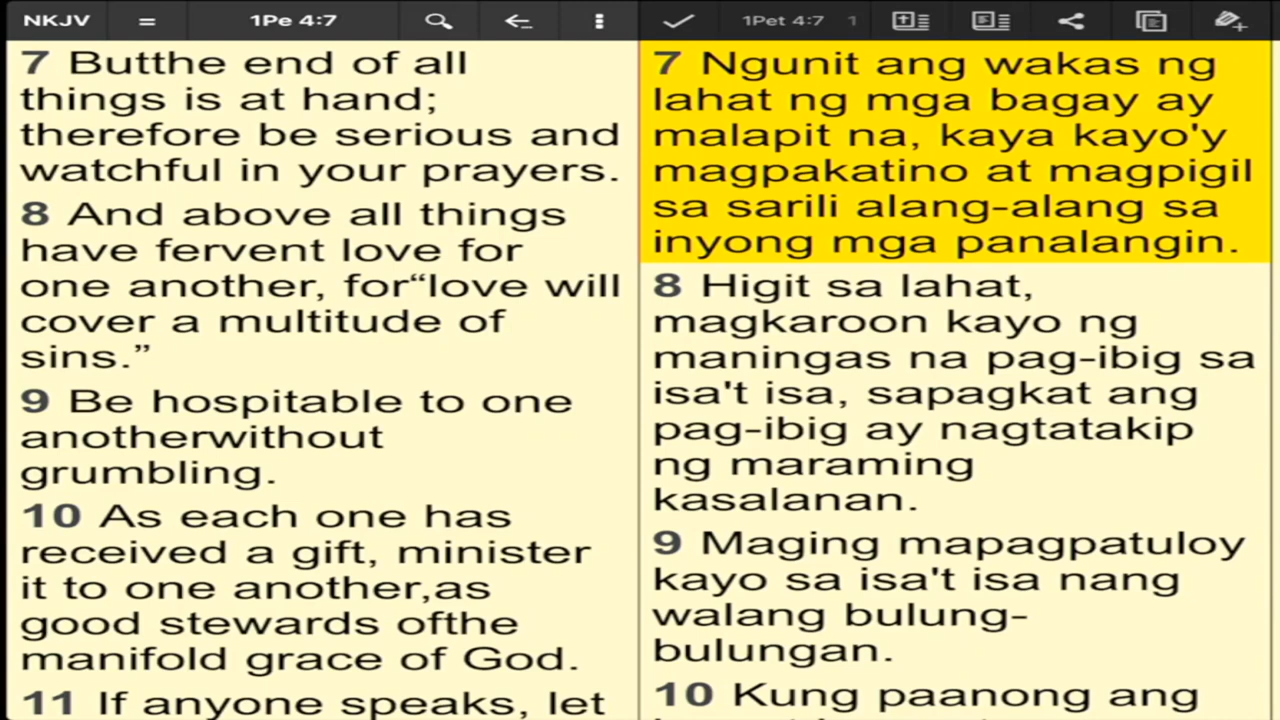 NKJV = 1Pe 4:7
7 Butthe end of all
things is at hand;
therefore be serious and
watchful in your prayers.
8 And above all things
have fervent love for
one another, for“love will
cover a multitude of
sins.”
9 Be hospitable to one
anotherwithout
grumbling.
10 As each one has
received a gift, minister
it to one another,as
good stewards ofthe
manifold grace of God.
11 If anyone speaks, let
1Pet 4:7 1
7 Ngunit ang wakas ng
lahat ng mga bagay ay
malapit na, kaya kayo'y
magpakatino at magpigil
sa sarili alang-alang sa
inyong mga panalangin.
8 Higit sa lahat,
magkaroon kayo ng
maningas na pag-ibig sa
isa't isa, sapagkat ang
pag-ibig ay nagtatakip
ng maraming
kasalanan.
9 Maging mapagpatuloy
kayo sa isa't isa nang
walang bulung-
bulungan.
10 Kung paanong ang